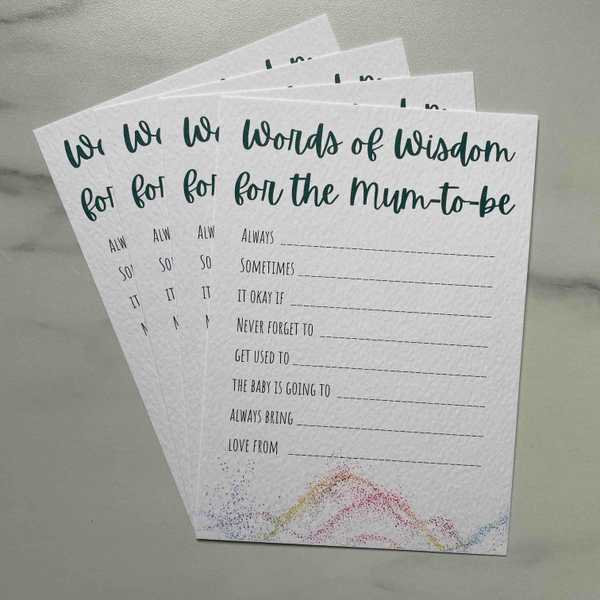 Words of Wisdom
for the Mum-to-be
ALWAYS
SOMETIMES
IT OKAY IF
NEVER FORGET TO
GET USED TO
THE BABY IS GOING TO
ALWAYS BRING
LOVE FROM